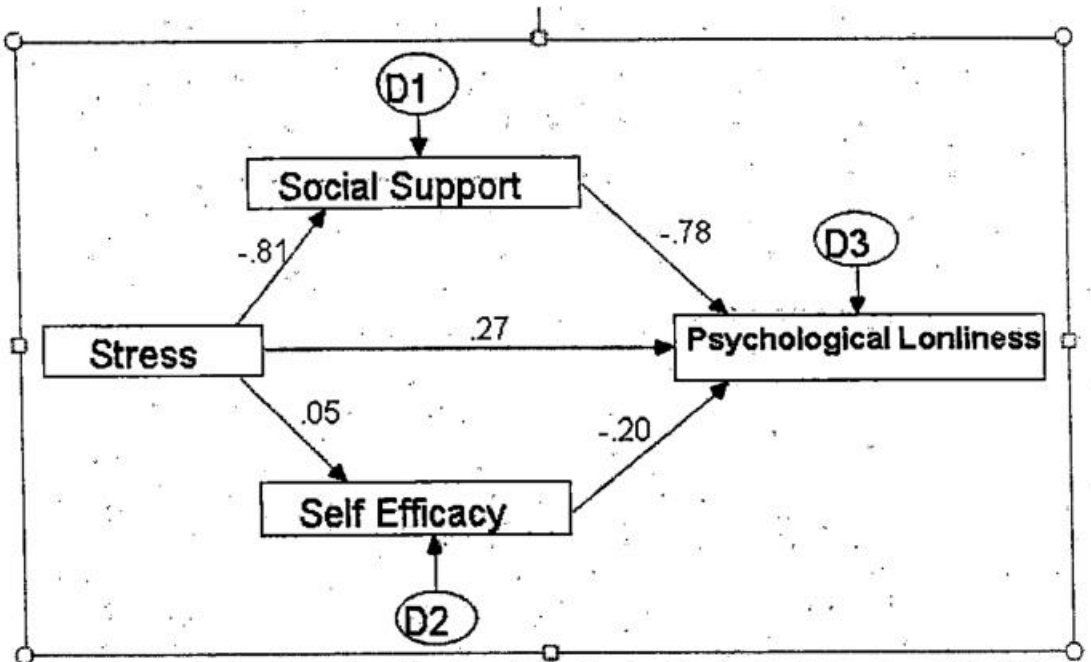 D1
Social Support
-.81
-.78
D3
Stress
.27
Psychological Lonliness
.05
-.20
Self Efficacy
D2